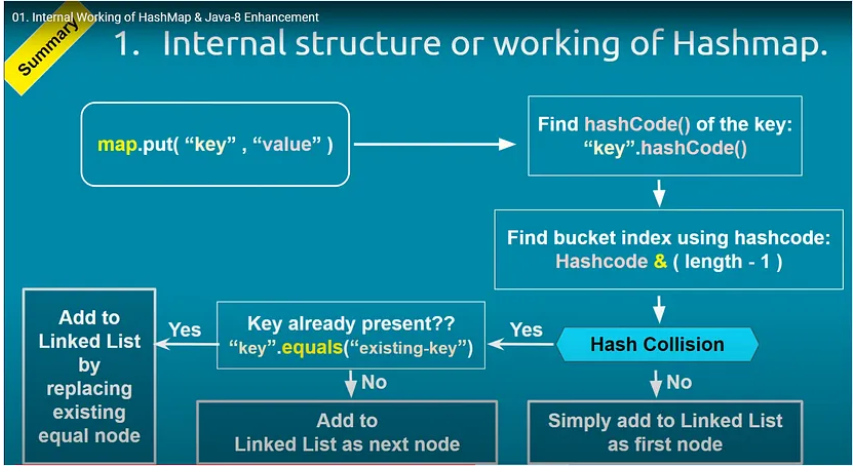 01. Internal Working of HashMap & Java-8 Enhancement
Summary
1. Internal structure or working of Hashmap.
map.put( “key” , “value” )
Find hashCode() of the key:
“key”.hashCode()
Find bucket index using hashcode:
Hashcode & ( length - 1 )
Hash Collision
Yes
Key already present??
“key”.equals(“existing-key”)
Yes
Add to
Linked List
by
replacing
existing
equal node
No
Add to
Linked List as next node
No
Simply add to Linked List
as first node